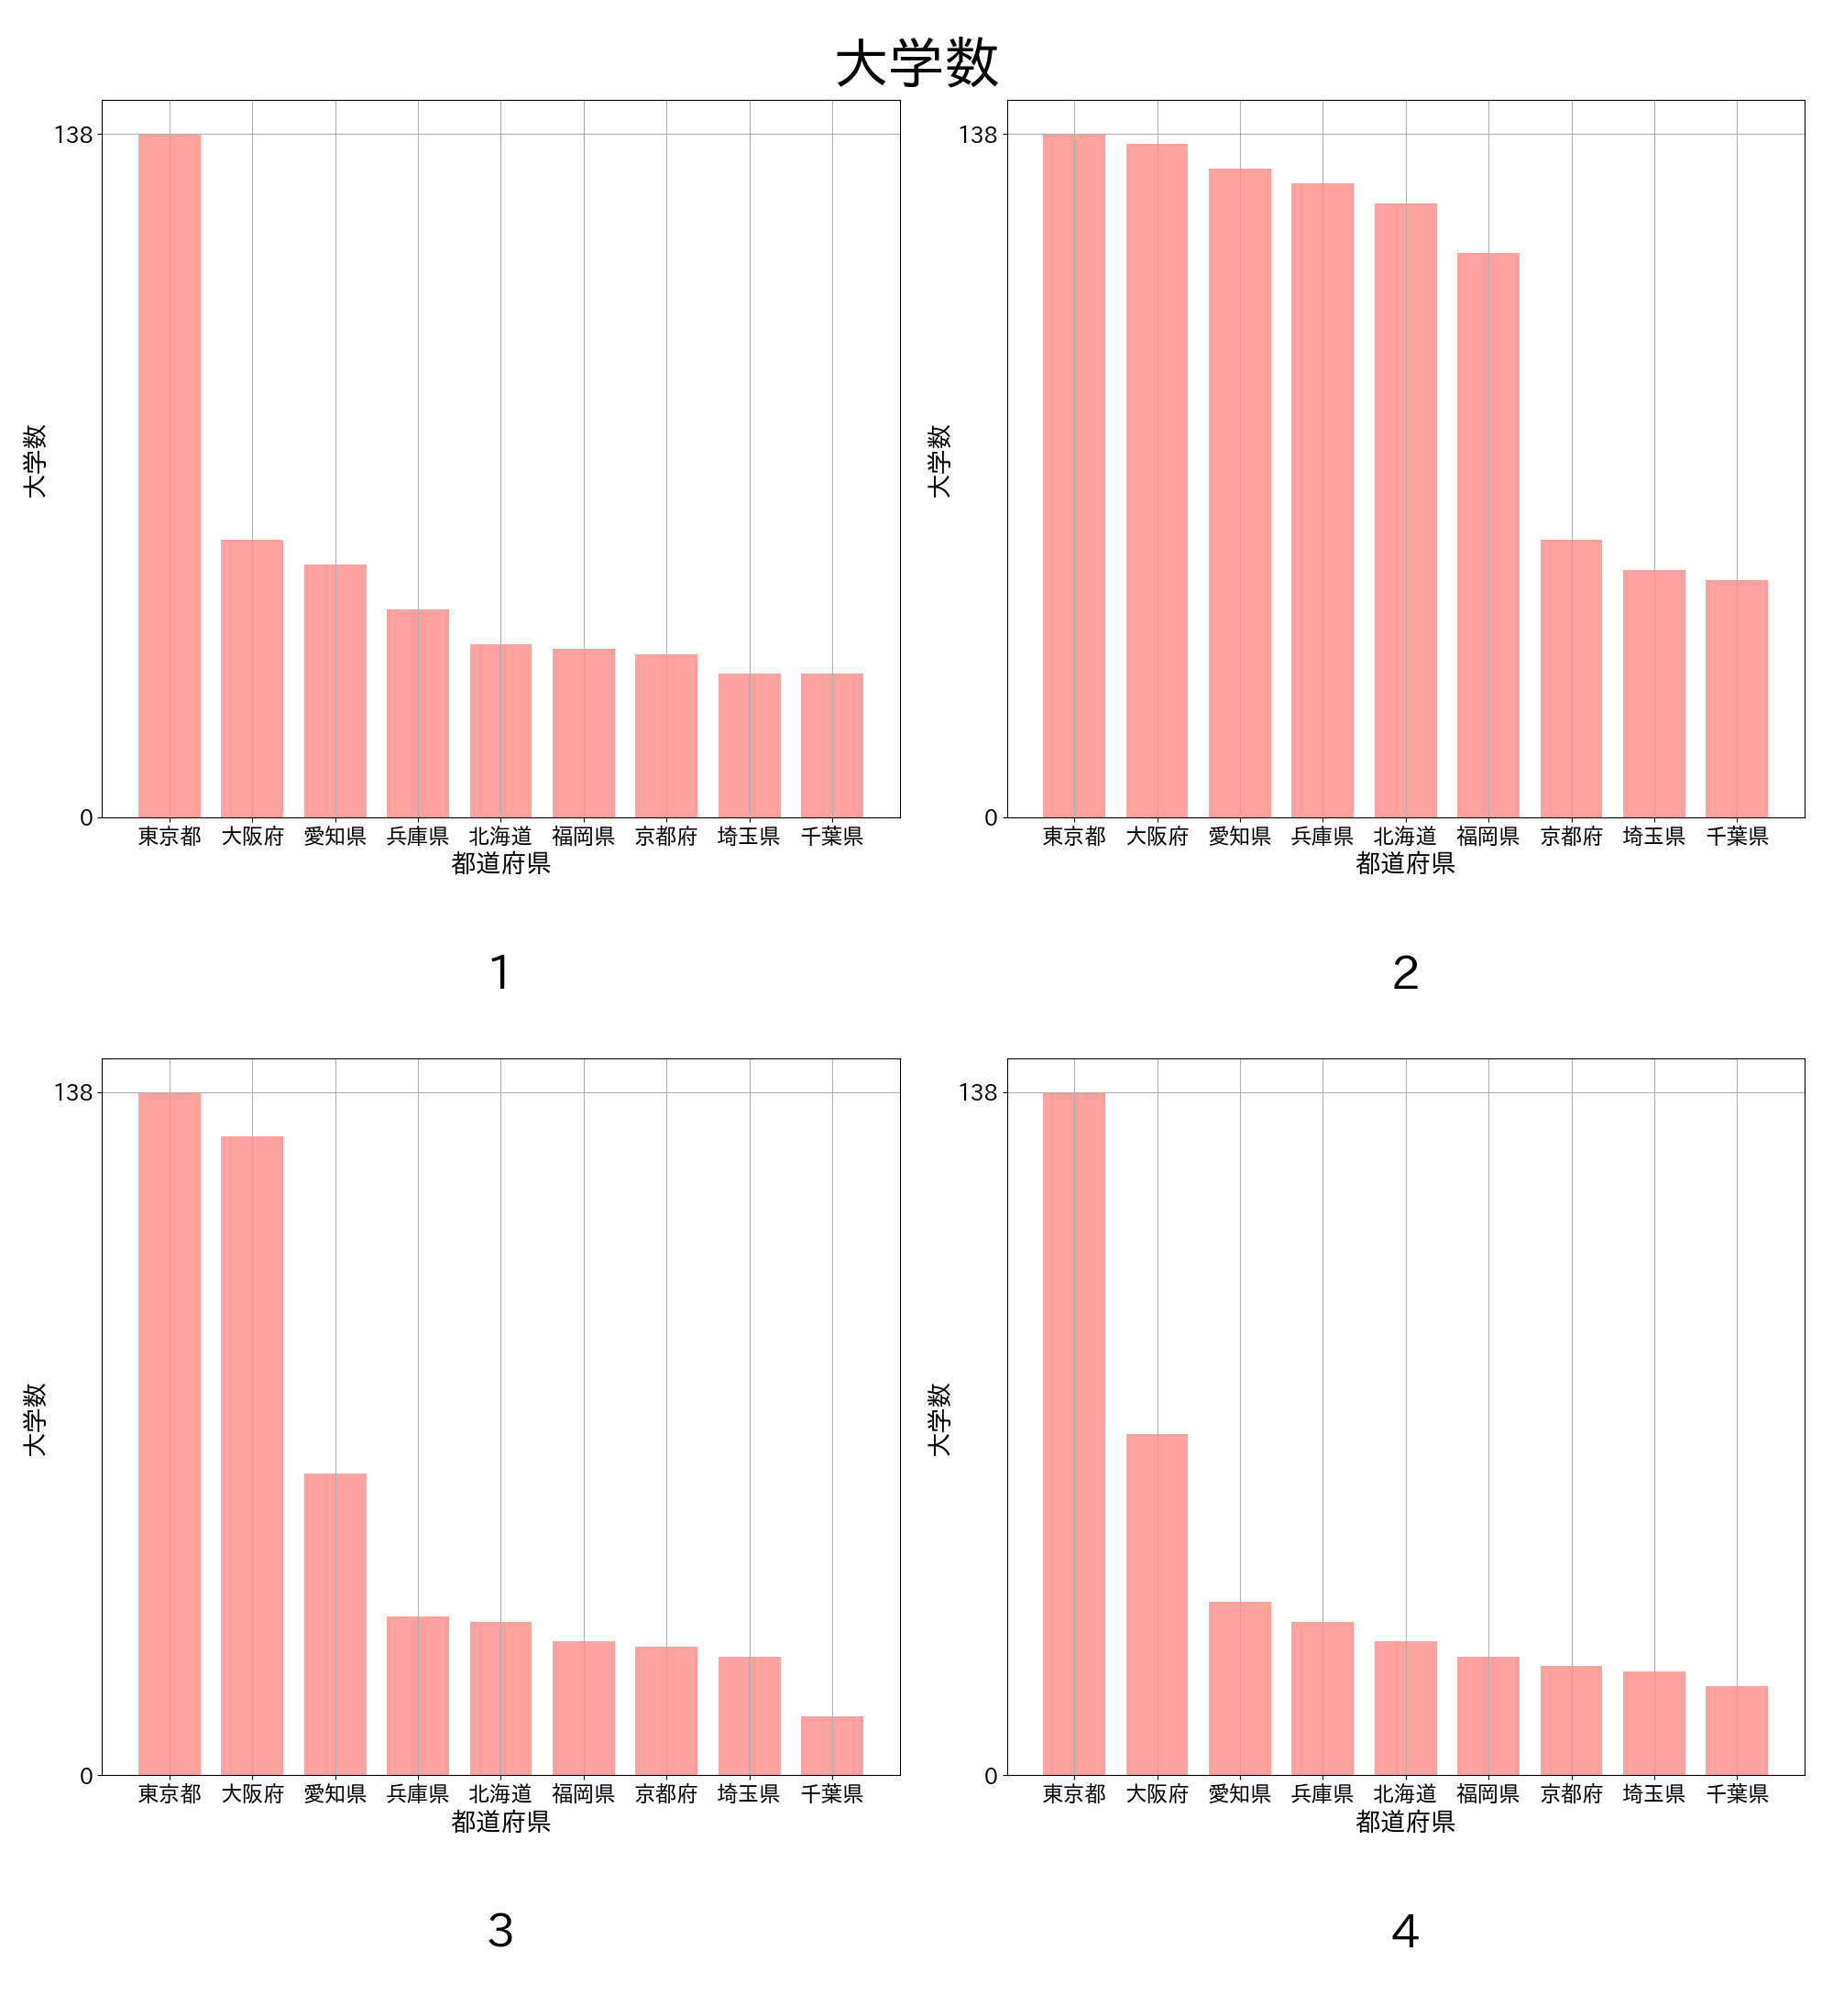 大学数
138
0
大学数
東京都 大阪府 愛知県 兵庫県 北海道 福岡県 京都府 埼玉県 千葉県
都道府県
1
138
0
大学数
東京都 大阪府 愛知県 兵庫県 北海道 福岡県 京都府 埼玉県 千葉県
都道府県
2
138
0
大学数
東京都 大阪府 愛知県 兵庫県 北海道 福岡県 京都府 埼玉県 千葉県
都道府県
3
138
0
大学数
東京都 大阪府 愛知県 兵庫県 北海道 福岡県 京都府 埼玉県 千葉県
都道府県
4